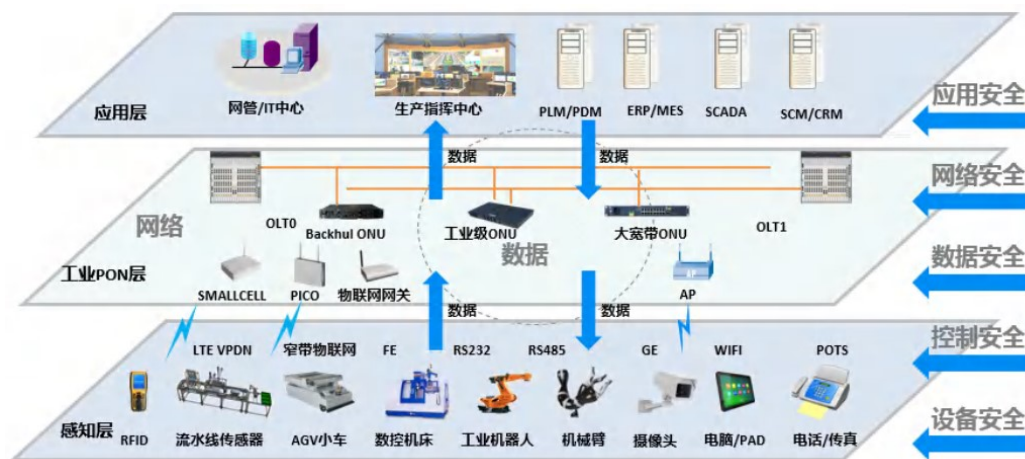 网管/IT中心
生产指挥中心
PLM/PDM
ERP/MES
SCADA
SCM/CRM
应用层
应用安全
数据
数据
网络安全
网络
OLT0
Backhul ONU
工业级ONU
大宽带ONU
OLT1
数据
工业PON层
SMALLCELL
PICO
物联网网关
AP
AP
数据安全
数据
数据
控制安全
LTE VPDN
窄带物联网
FE
RS232
RS485
GE
WIFI
POTS
感知层
RFID
流水线传感器
AGV小车
数控机床
工业机器人
机械臂
摄像头
电脑/PAD
电话/传真
设备安全